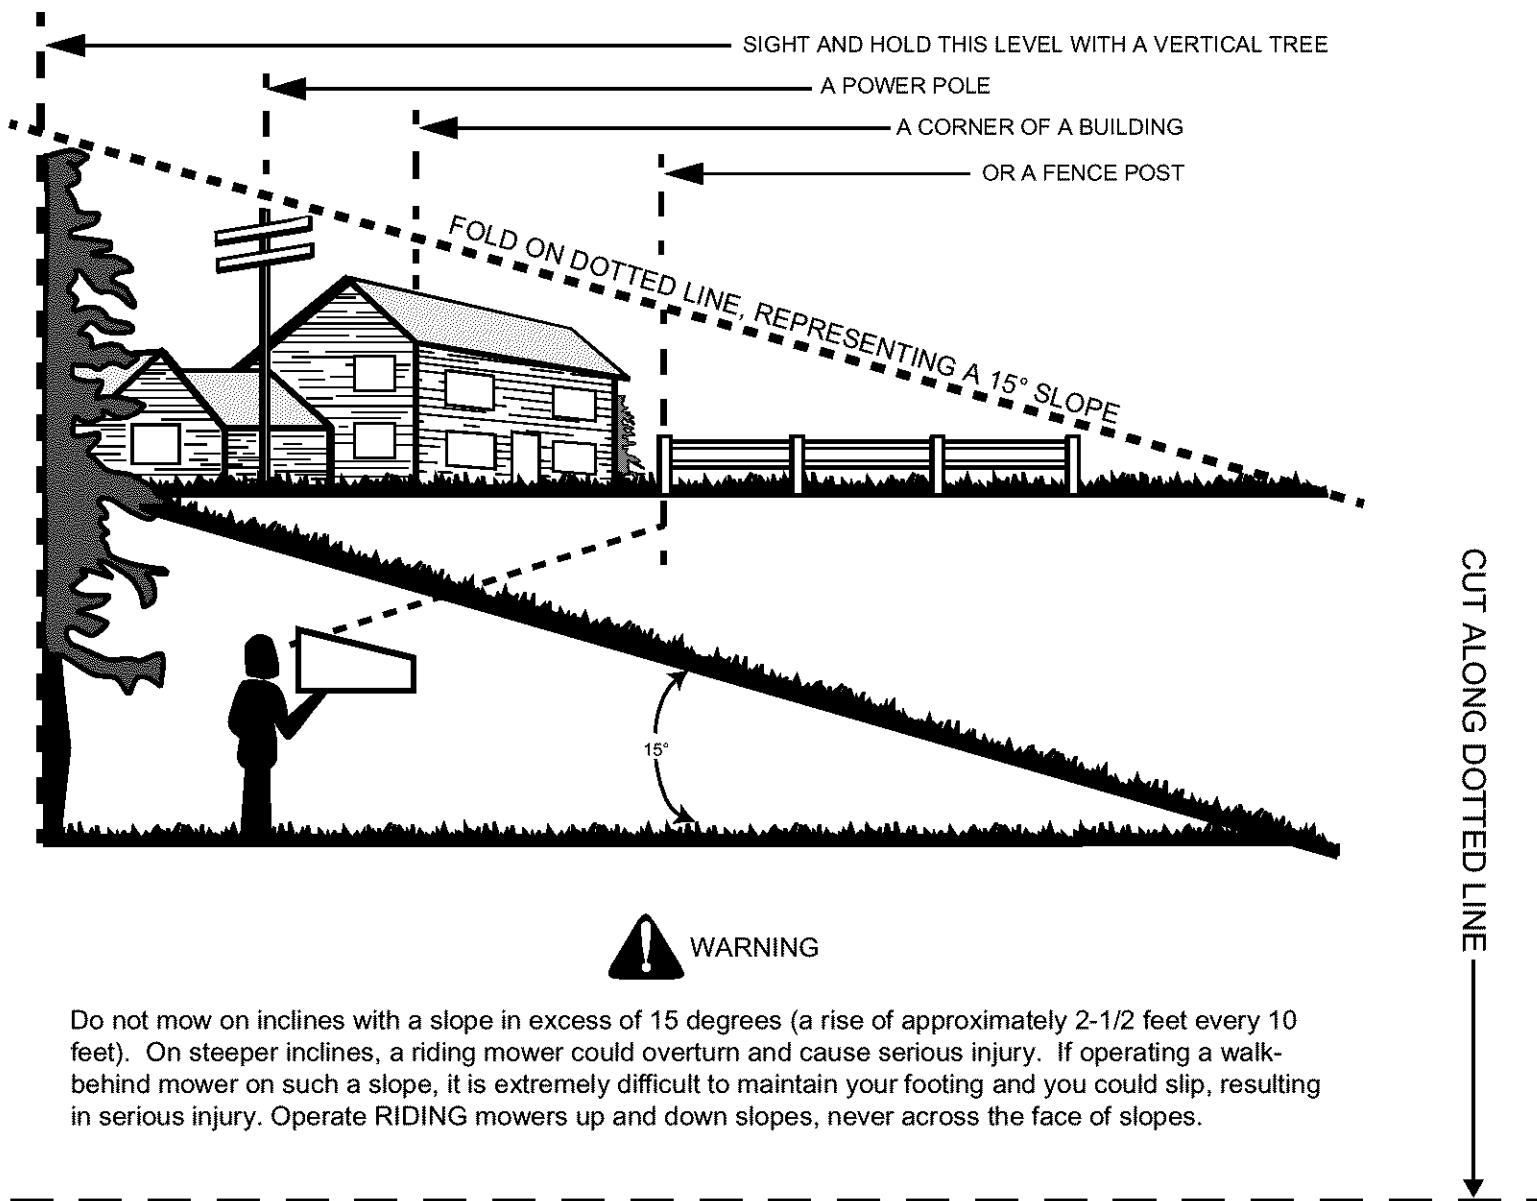 SIGHT AND HOLD THIS LEVEL WITH A VERTICAL TREE
A POWER POLE
A CORNER OF A BUILDING
OR A FENCE POST
FOLD ON DOTTED LINE, REPRESENTING A 15° SLOPE
15°
CUT ALONG DOTTED LINE
WARNING
Do not mow on inclines with a slope in excess of 15 degrees (a rise of approximately 2-1/2 feet every 10
feet).  On steeper inclines, a riding mower could overturn and cause serious injury.  If operating a walk-
behind mower on such a slope, it is extremely difficult to maintain your footing and you could slip, resulting
in serious injury. Operate RIDING mowers up and down slopes, never across the face of slopes.